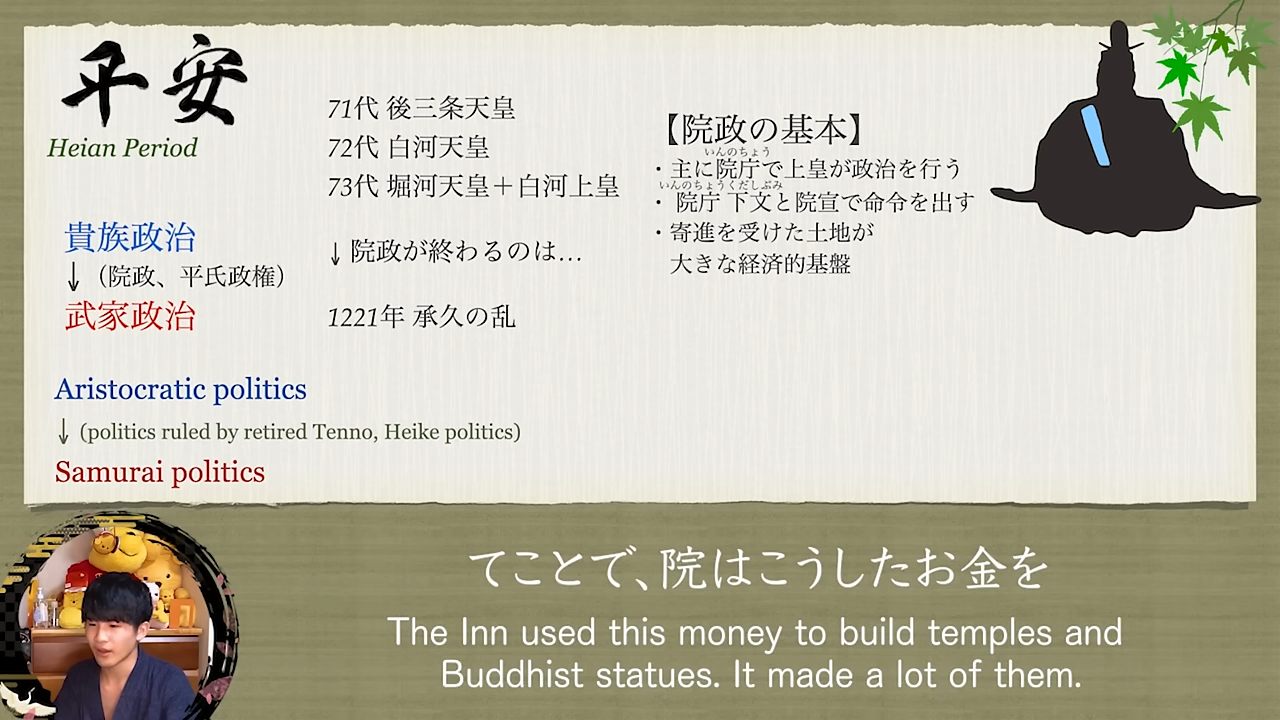 平安
Heian Period
貴族政治
↓（院政、平氏政権）
武家政治
Aristocratic politics
↓ (politics ruled by retired Tenno, Heike politics)
Samurai politics
71代 後三条天皇
72代 白河天皇
73代 堀河天皇＋白河上皇
↓ 院政が終わるのは…
1221年 承久の乱
【院政の基本】
いんのちょう
・主に院庁で上皇が政治を行う
いんのちょうくだしぶみ
・院庁下文と院宣で命令を出す
・寄進を受けた土地が
大きな経済的基盤
てことで、院はこうしたお金を
The Inn used this money to build temples and
Buddhist statues. It made a lot of them.